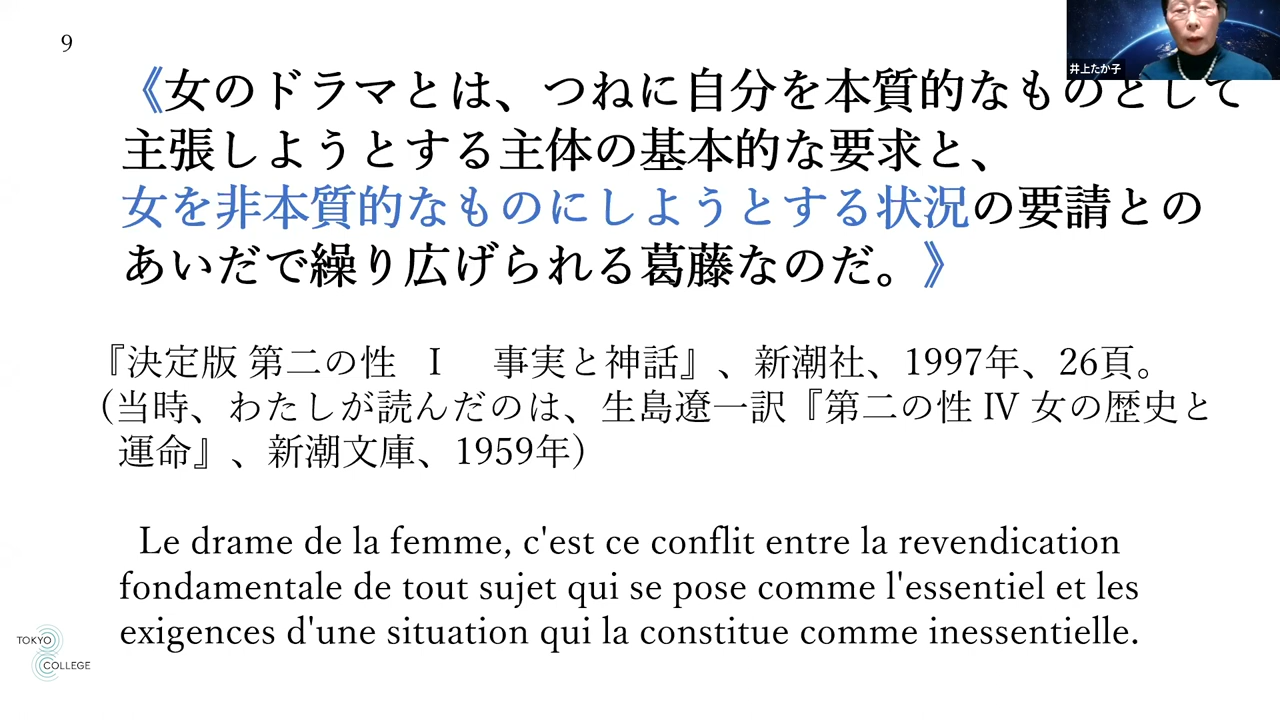 9
井上たか子
《女のドラマとは、つねに自分を本質的なものとして
主張しようとする主体の基本的な要求と、
女を非本質的なものにしようとする状況の要請との
あいだで繰り広げられる葛藤なのだ。》
『決定版 第二の性 Ⅰ 事実と神話』、新潮社、1997年、26頁。
（当時、わたしが読んだのは、生島遼一訳『第二の性 Ⅳ 女の歴史と
運命』、新潮文庫、1959年）
Le drame de la femme, c'est ce conflit entre la revendication
fondamentale de tout sujet qui se pose comme l'essentiel et les
exigences d'une situation qui la constitue comme inessentielle.
TOKYO
COLLEGE